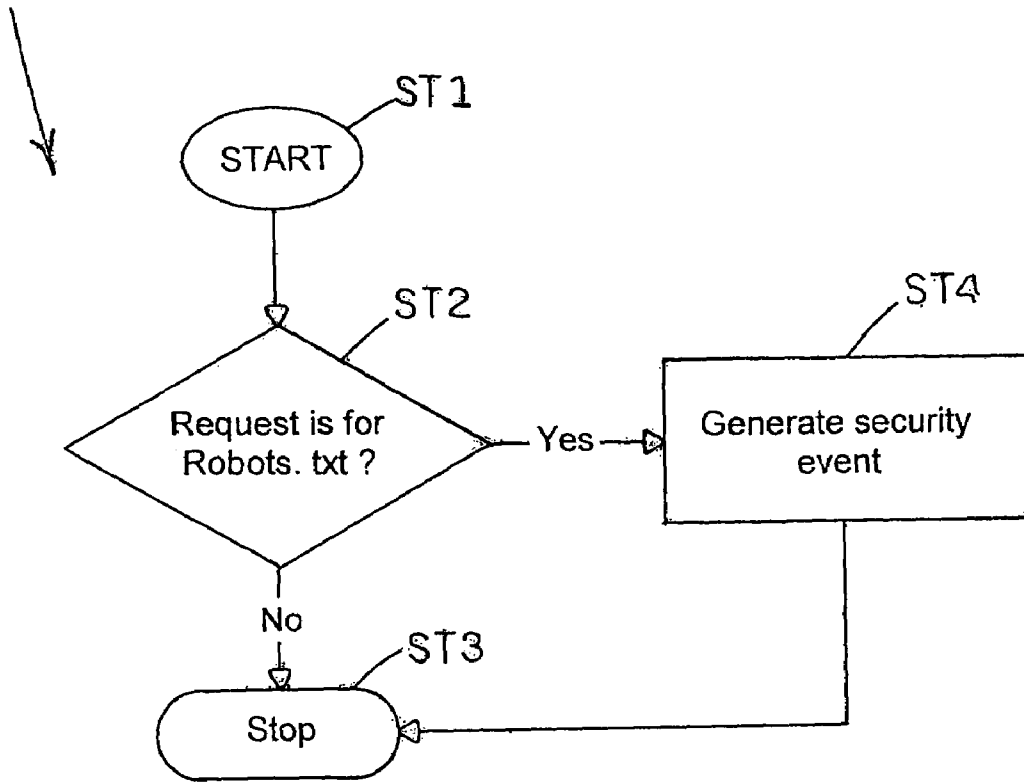 ST1
START
ST2
Request is for
Robots. txt ?
Yes
ST4
Generate security
event
No
ST3
Stop